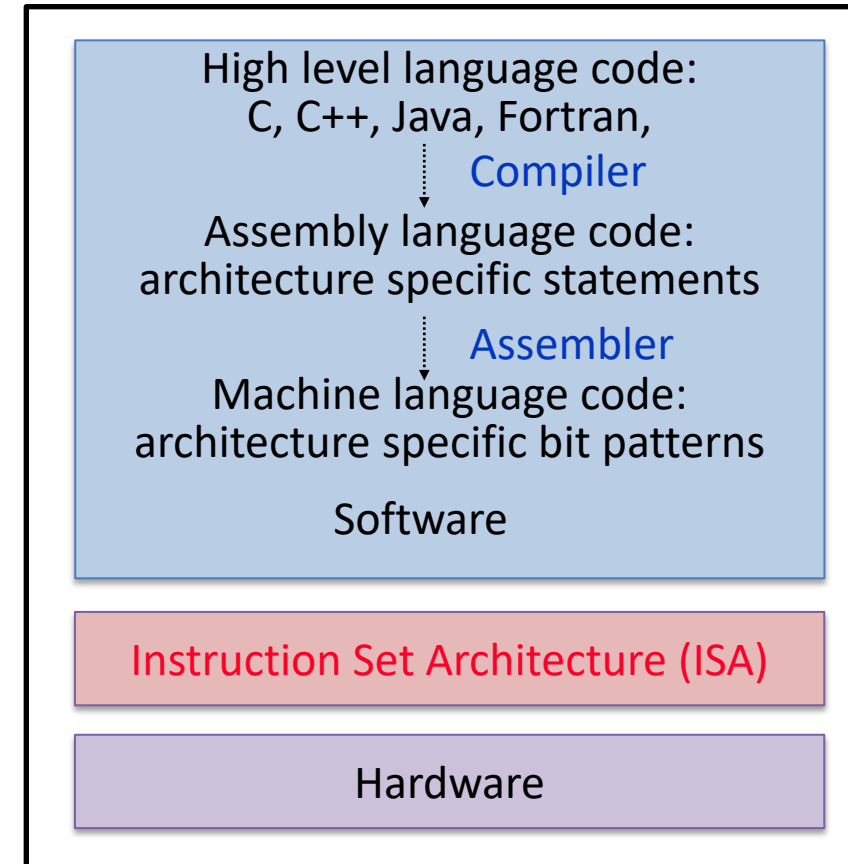 High level language code:
C, C++, Java, Fortran,
Compiler
Assembly language code:
architecture specific statements
Assembler
Machine language code:
architecture specific bit patterns
Software
Instruction Set Architecture (ISA)
Hardware